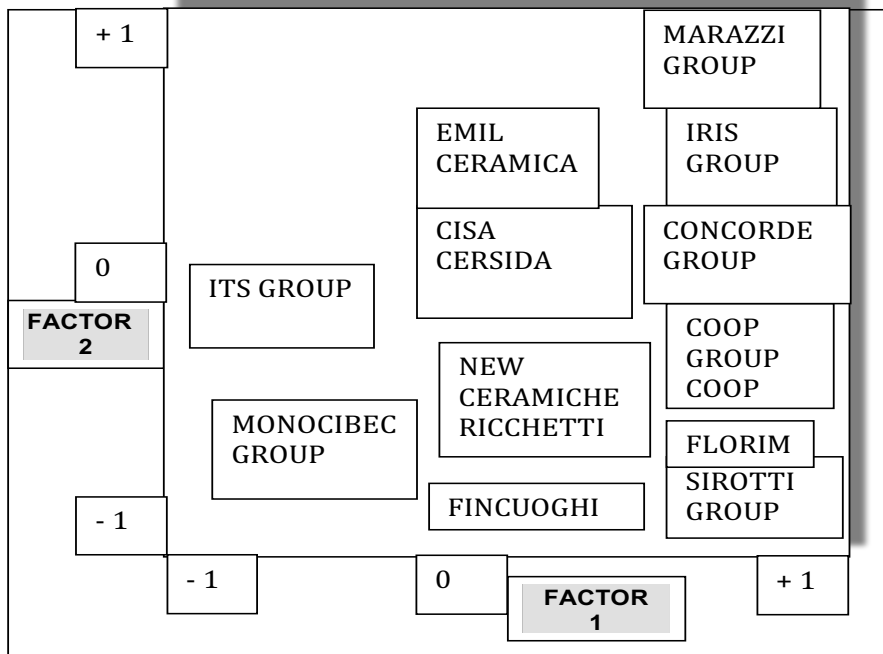 + 1
MARAZZI
GROUP
EMIL
CERAMICA
IRIS
GROUP
CISA
CERSIDA
CONCORDE
GROUP
0
ITS GROUP
FACTOR
2
COOP
GROUP
COOP
NEW
CERAMICHE
RICCHETTI
MONOCIBEC
GROUP
FLORIM
SIROTTI
GROUP
FINCUOGHI
- 1
- 1
0
+ 1
FACTOR
1